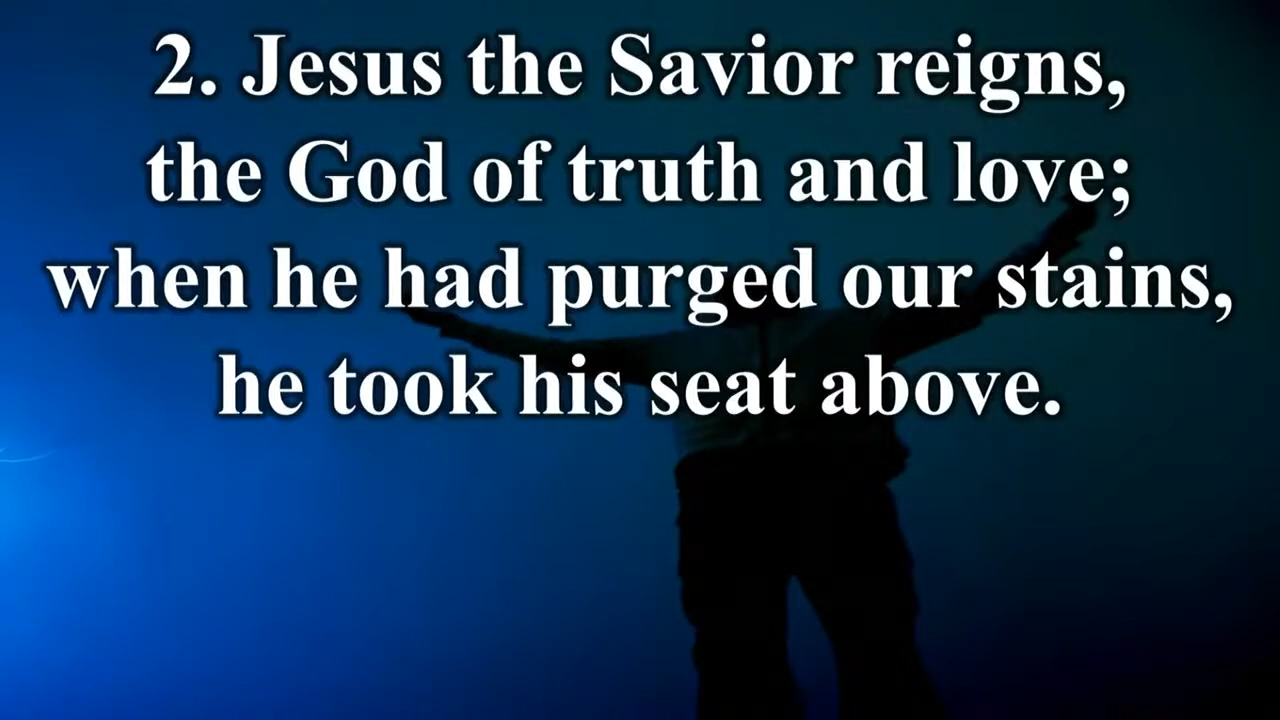 2. Jesus the Savior reigns,
the God of truth and love;
when he had purged our stains,
he took his seat above.